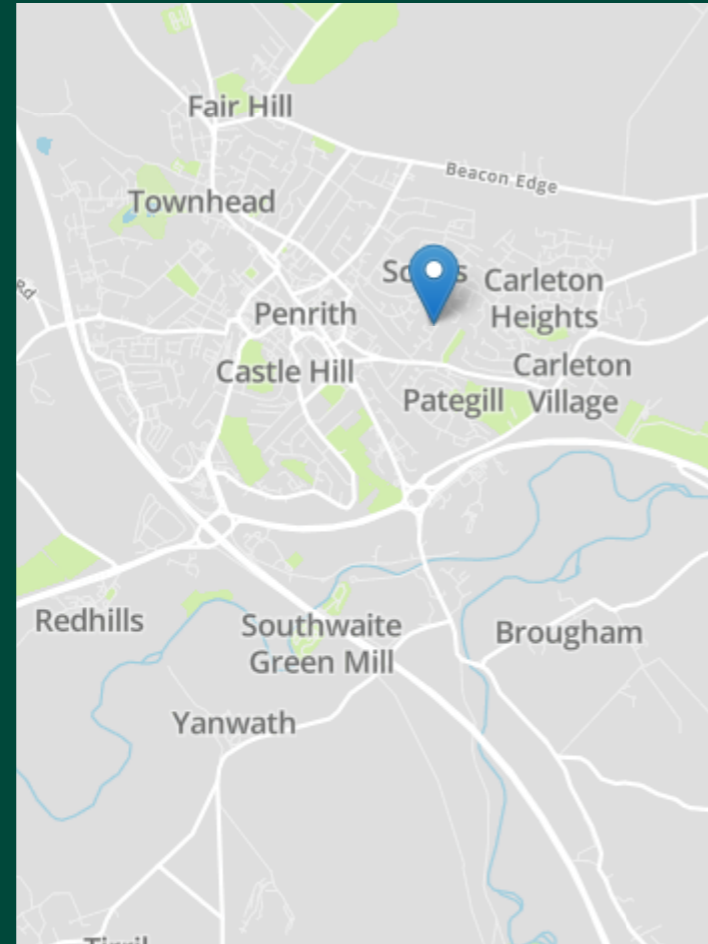 Fair Hill
Beacon Edge
Townhead
Rd
Carleton
Heights
Penrith
Castle Hill
Carleton
Village
Pategill
Redhills
Southwaite
Green Mill
Brougham
Yanwath